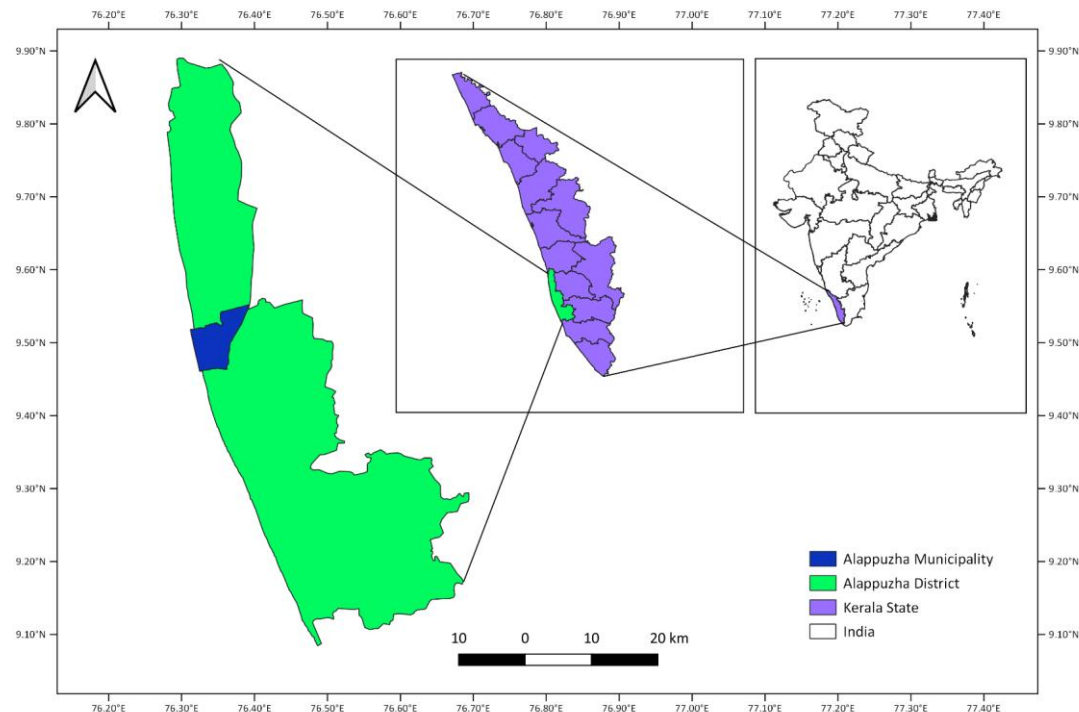 76.20°E 76.30°E 76.40°E 76.50°E 76.60°E 76.70°E 76.80°E 76.90°E 77.00°E 77.10°E 77.20°E 77.30°E 77.40°E
9.90°N 9.90°N
9.80°N 9.80°N
9.70°N 9.70°N
9.60°N 9.60°N
9.50°N 9.50°N
9.40°N 9.40°N
9.30°N 9.30°N
9.20°N 9.20°N
9.10°N 9.10°N
Alappuzha Municipality
Alappuzha District
Kerala State
India
10 0 10 20 km
76.20°E 76.30°E 76.40°E 76.50°E 76.60°E 76.70°E 76.80°E 76.90°E 77.00°E 77.10°E 77.20°E 77.30°E 77.40°E